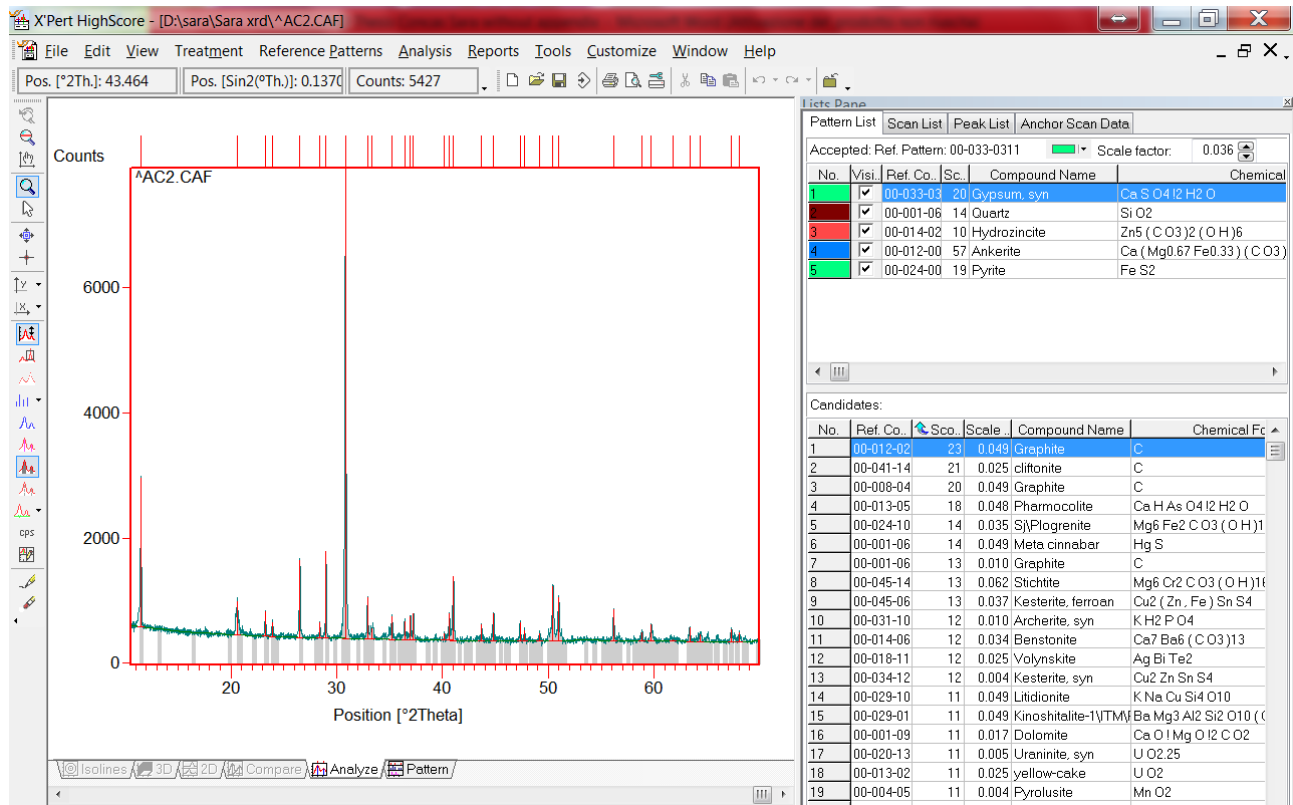 X'Pert HighScore - [D:\sara\Sara xrd\^AC2.CAF]
File Edit View Treatment Reference Patterns Analysis Reports Tools Customize Window Help
Pos. [°2Th.]: 43.464 Pos. [Sin2(°Th.)]: 0.1370 Counts: 5427
Lists Pane
Pattern List Scan List Peak List Anchor Scan Data
Accepted: Ref. Pattern: 00-033-0311 Scale factor: 0.036
No. Visi.. Ref. Co.. Sc.. Compound Name Chemical
1 00-033-03 20 Gypsum, syn Ca S O4 !2 H2 O
2 00-001-06 14 Quartz Si O2
3 00-014-02 10 Hydrozincite Zn5 ( C O3 )2 ( O H )6
4 00-012-00 57 Ankerite Ca ( Mg0.67 Fe0.33 ) ( C O3 )
5 00-024-00 19 Pyrite Fe S2
Counts
^AC2.CAF
6000
4000
2000
0
20 30 40 50 60
Position [°2Theta]
cps
Candidates:
No. Ref. Co.. Sco.. Scale .. Compound Name Chemical Fc
1 00-012-02 23 0.049 Graphite C
2 00-041-14 21 0.025 cliftonite C
3 00-008-04 20 0.049 Graphite C
4 00-013-05 18 0.048 Pharmocolite Ca H As O4 !2 H2 O
5 00-024-10 14 0.035 Sj\Plogrenite Mg6 Fe2 C O3 ( O H )1
6 00-001-06 14 0.049 Meta cinnabar Hg S
7 00-001-06 13 0.010 Graphite C
8 00-045-14 13 0.062 Stichtite Mg6 Cr2 C O3 ( O H )16
9 00-045-06 13 0.037 Kesterite, ferroan Cu2 ( Zn , Fe ) Sn S4
10 00-031-10 12 0.010 Archerite, syn K H2 P O4
11 00-014-06 12 0.034 Benstonite Ca7 Ba6 ( C O3 )13
12 00-018-11 12 0.025 Volynskite Ag Bi Te2
13 00-034-12 12 0.004 Kesterite, syn Cu2 Zn Sn S4
14 00-029-10 11 0.049 Litidionite K Na Cu Si4 O10
15 00-029-01 11 0.049 Kinoshitalite-1\ITM\ Ba Mg3 Al2 Si2 O10 ( (
16 00-001-09 11 0.017 Dolomite Ca O ! Mg O !2 C O2
17 00-020-13 11 0.005 Uraninite, syn U O2.25
18 00-013-02 11 0.025 yellow-cake U O2
19 00-004-05 11 0.004 Pyrolusite Mn O2
Isolines 3D 2D Compare Analyze Pattern